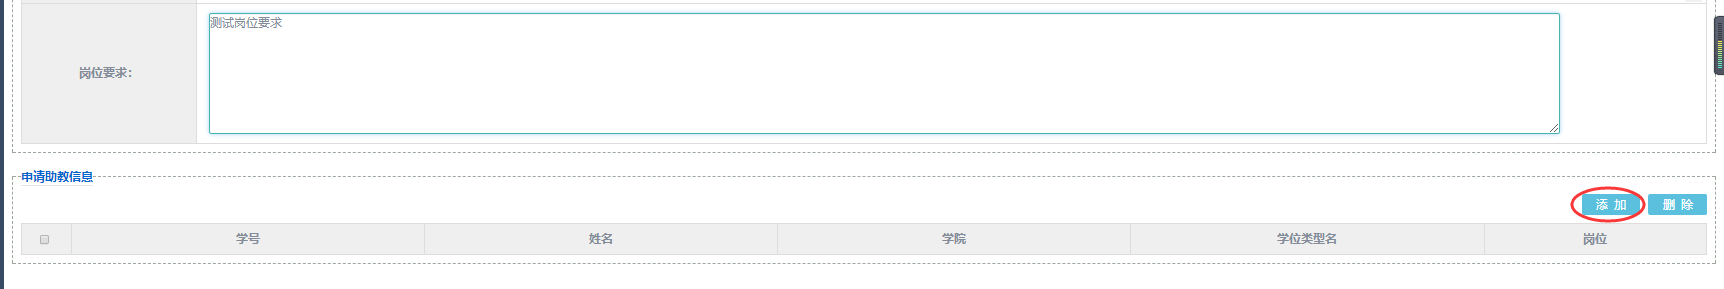 测试岗位要求
岗位要求:
申请助教信息
添 加 删 除
学号 姓名 学院 学位类型名 岗位